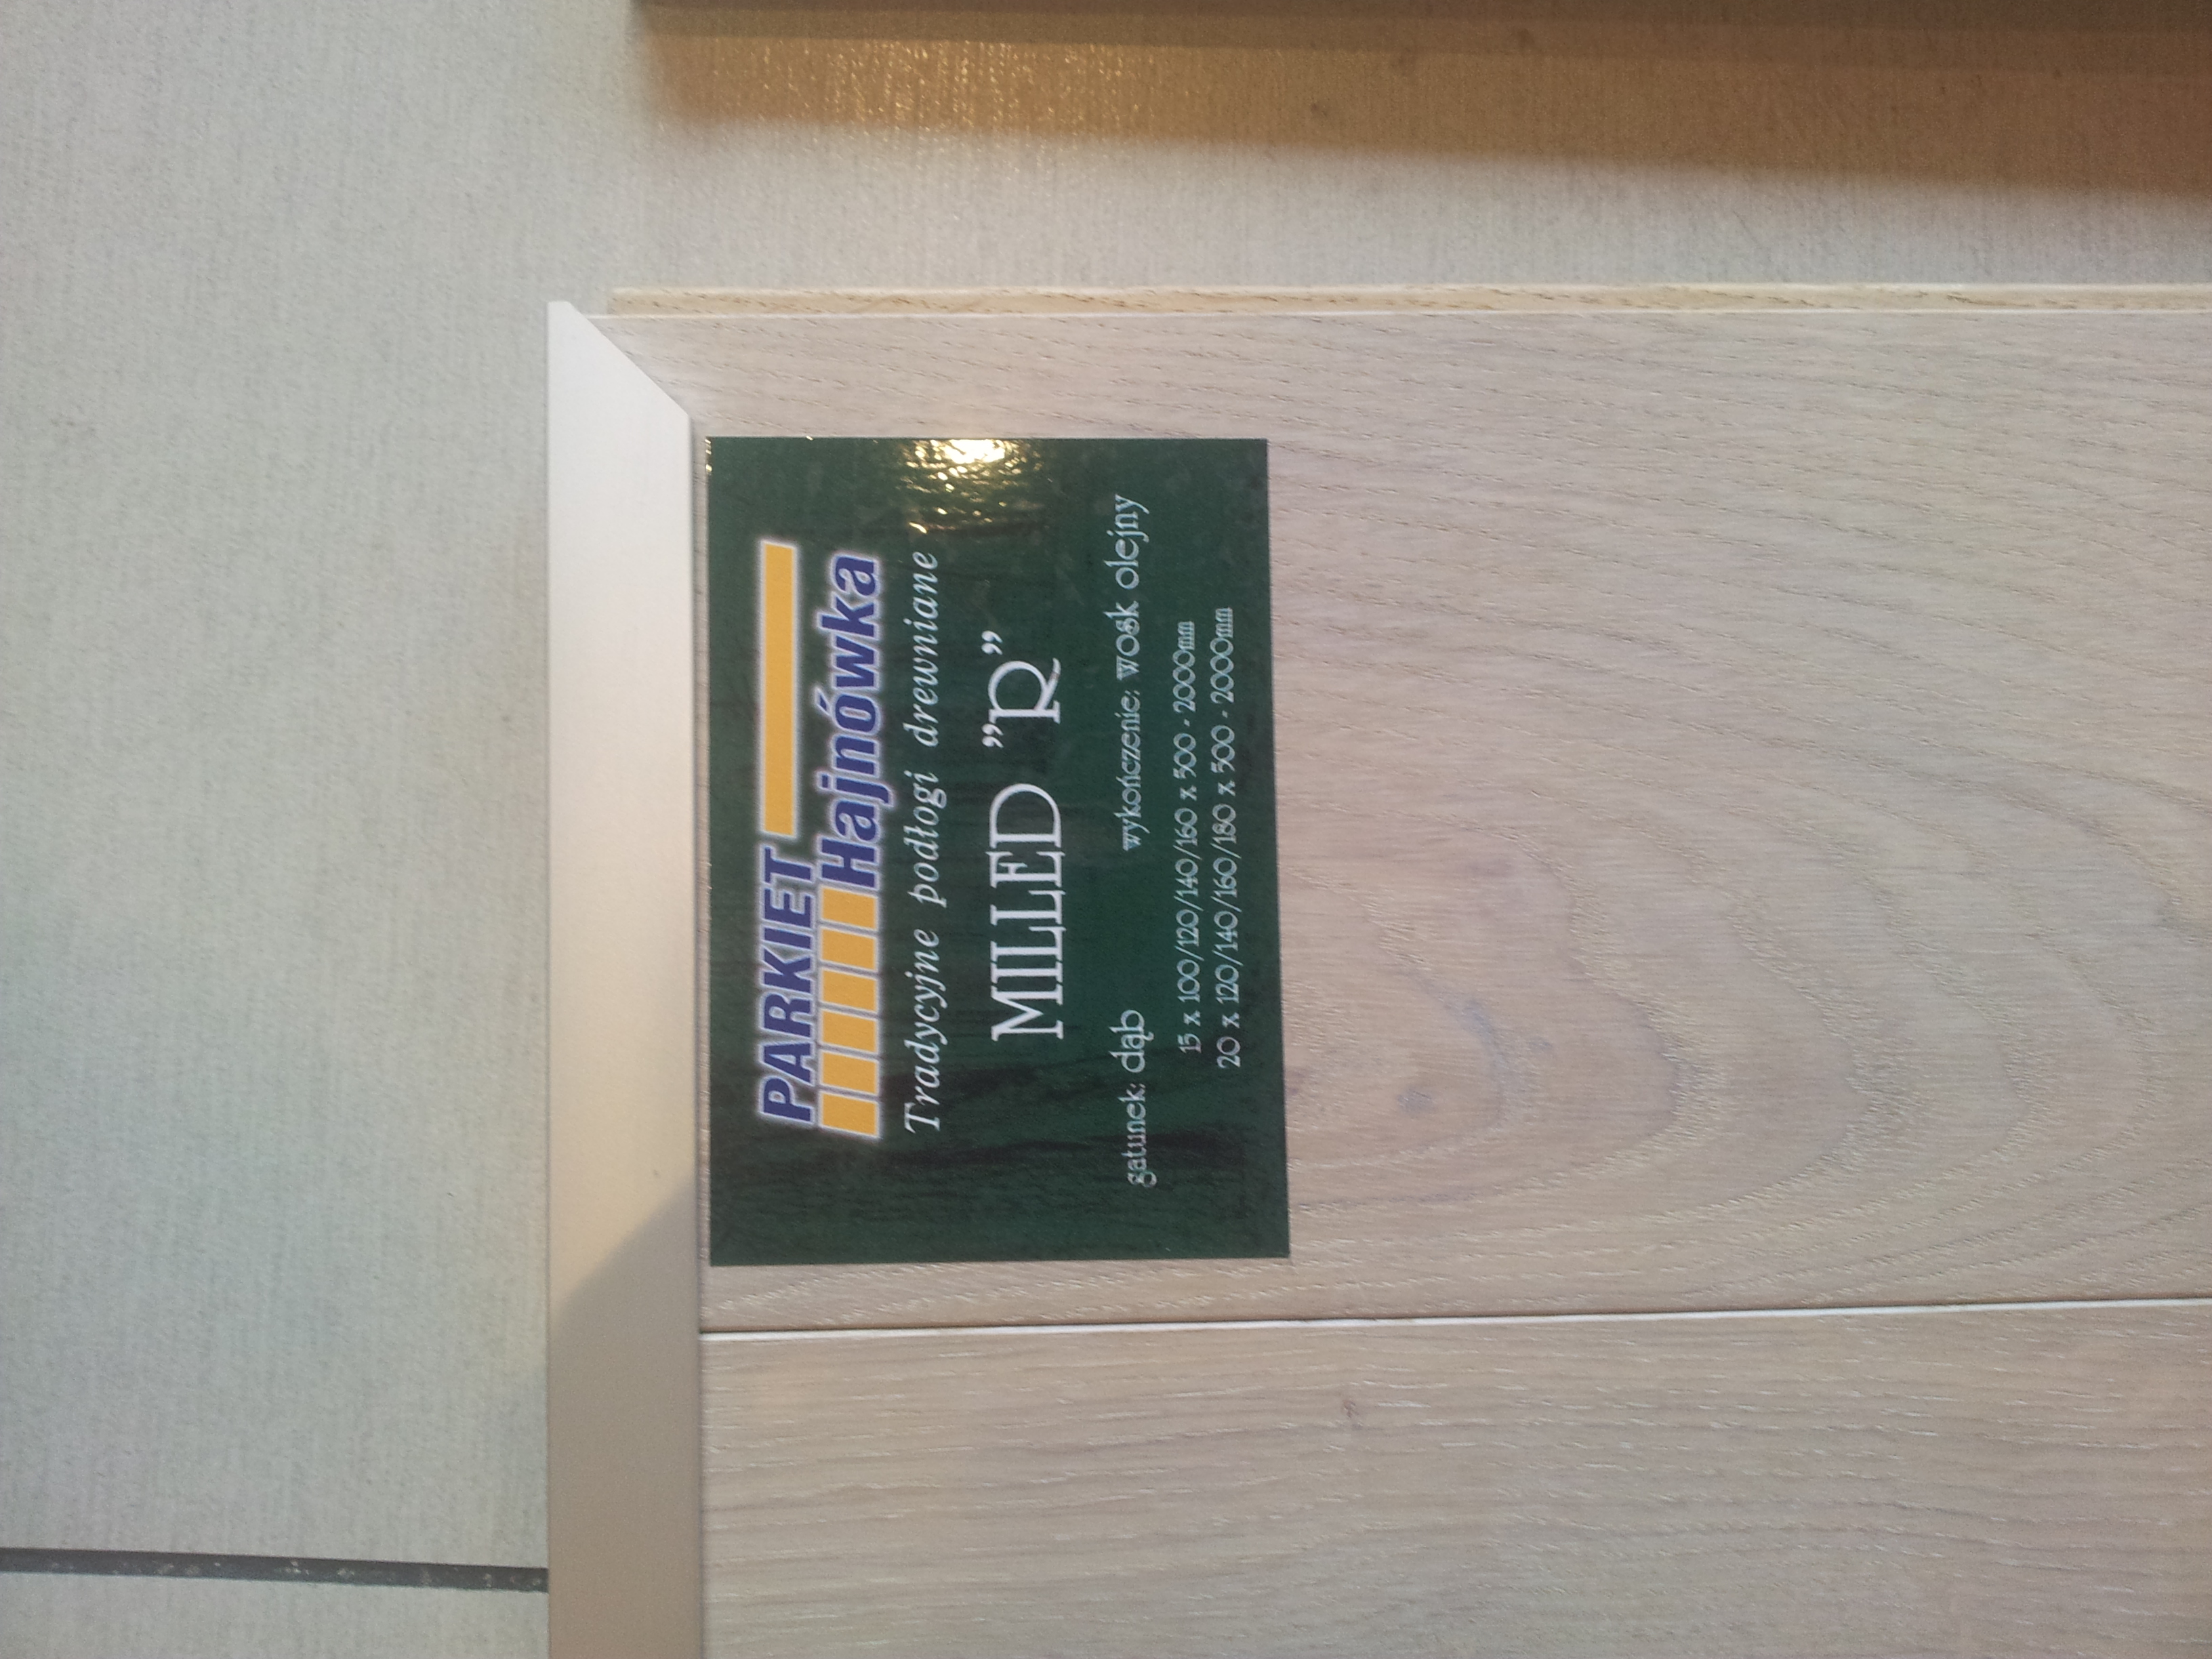 PARKIET
Hajnówka
Tradycyjne podłogi drewniane
MILLED "R"
gatunek: dąb wykończenie: wosk olejny
15 x 100/120/140/160 x 500 - 2000mm
20 x 120/140/160/180 x 500 - 2000mm